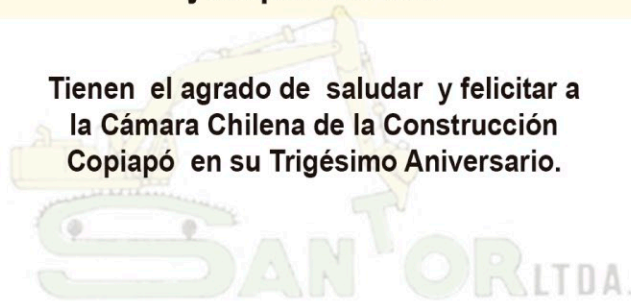 Tienen el agrado de saludar y felicitar a
la Cámara Chilena de la Construcción
Copiapó en su Trigésimo Aniversario.
SANTOR LTDA.